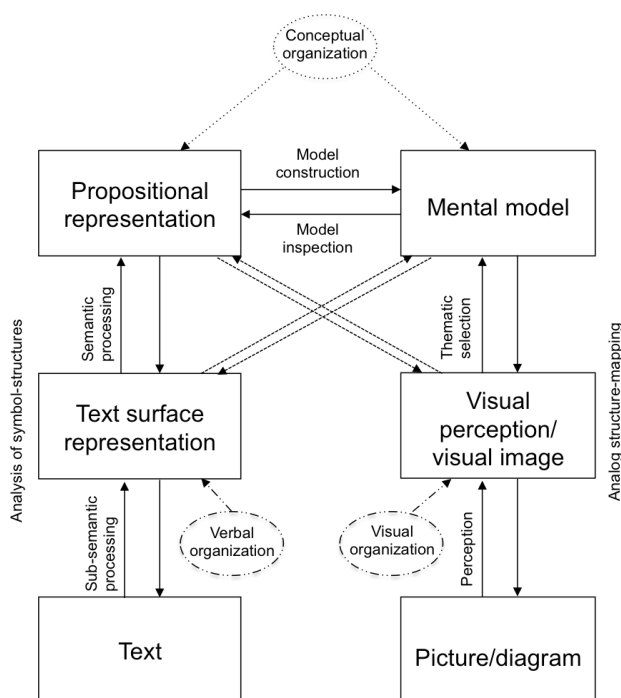 Conceptual
organization
Propositional
representation
Model
construction
Model
inspection
Mental model
Semantic
processing
Thematic
selection
Analysis of symbol-structures
Analog structure-mapping
Text surface
representation
Visual
perception/
visual image
Sub-semantic
processing
Verbal
organization
Visual
organization
Perception
Text
Picture/diagram